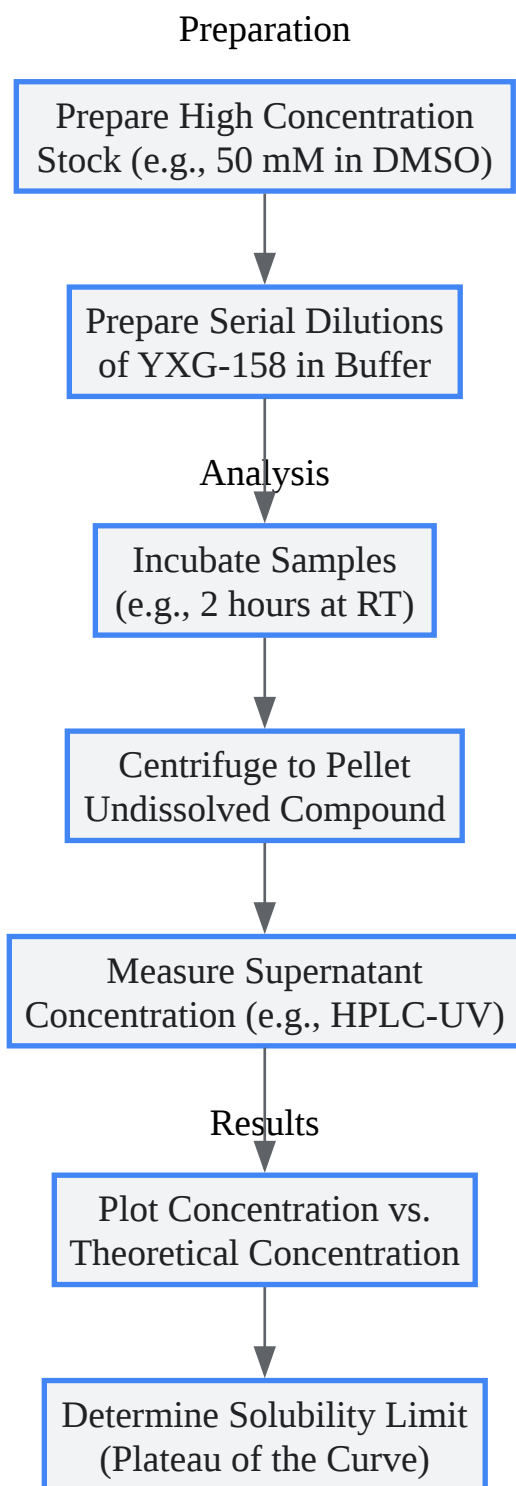 Preparation
Prepare High Concentration
Stock (e.g., 50 mM in DMSO)
Prepare Serial Dilutions
of YXG-158 in Buffer
Analysis
Incubate Samples
(e.g., 2 hours at RT)
Centrifuge to Pellet
Undissolved Compound
Measure Supernatant
Concentration (e.g., HPLC-UV)
Results
Plot Concentration vs.
Theoretical Concentration
Determine Solubility Limit
(Plateau of the Curve)